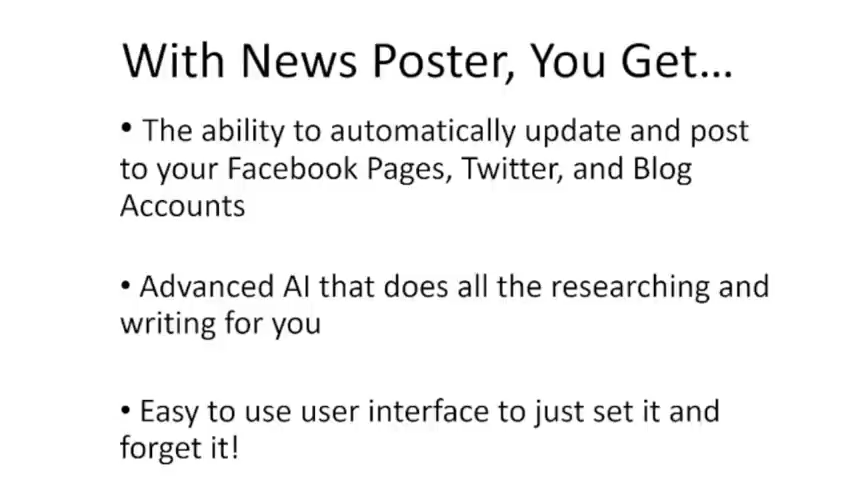 With News Poster, You Get...
• The ability to automatically update and post
to your Facebook Pages, Twitter, and Blog
Accounts
• Advanced AI that does all the researching and
writing for you
• Easy to use user interface to just set it and
forget it!